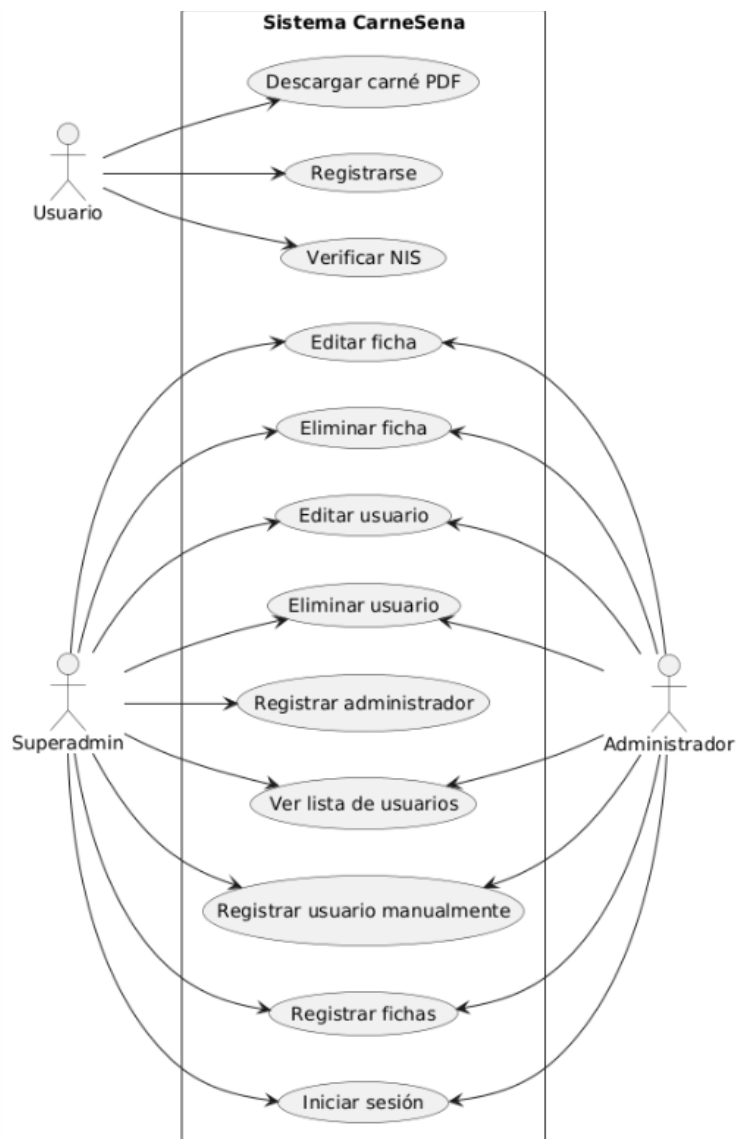 Sistema CarneSena
Descargar carné PDF
Usuario
Registrarse
Verificar NIS
Editar ficha
Eliminar ficha
Editar usuario
Eliminar usuario
Registrar administrador
Superadmin
Administrador
Ver lista de usuarios
Registrar usuario manualmente
Registrar fichas
Iniciar sesión